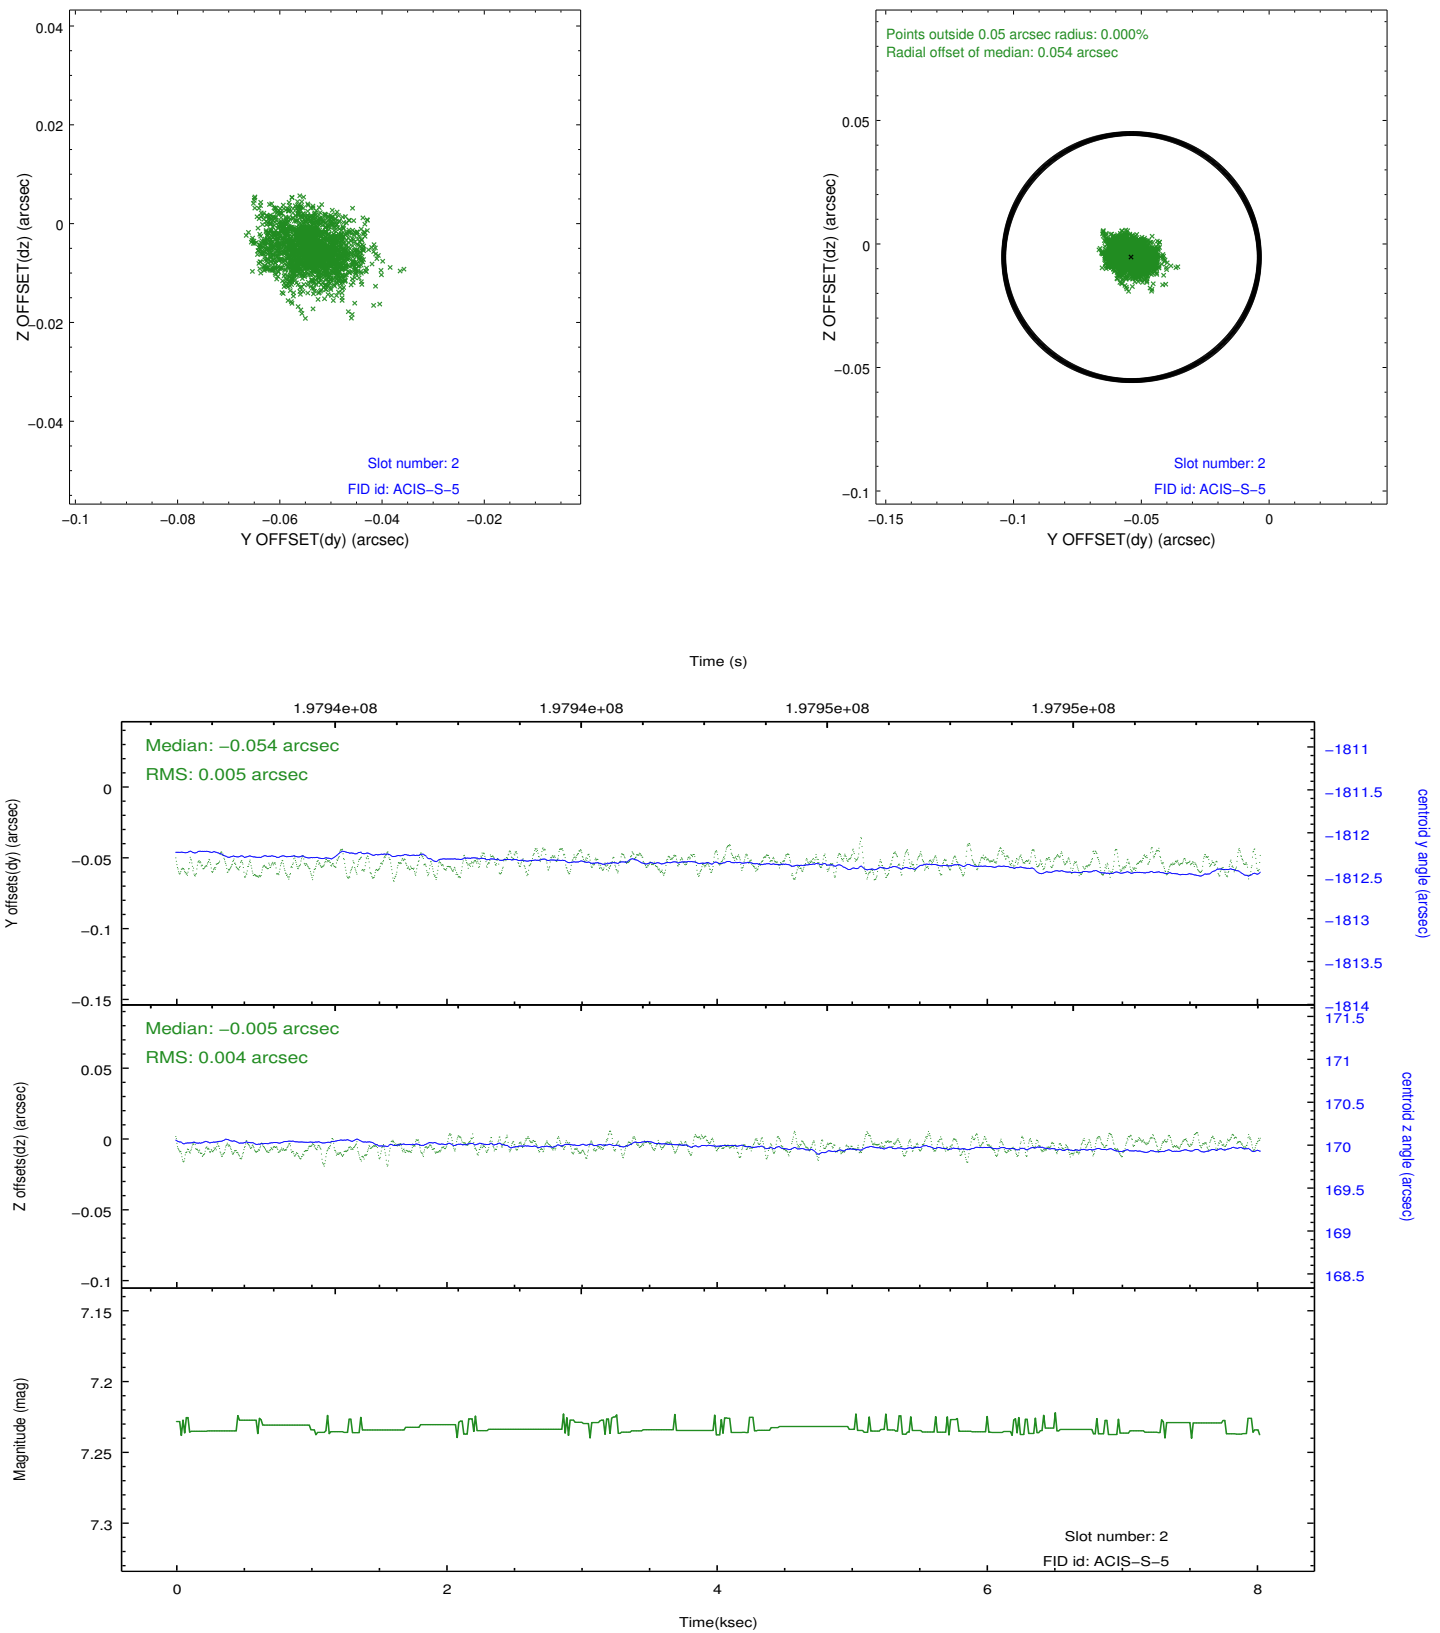 0.04
0.02
0
−0.02
−0.04
Z OFFSET(dz) (arcsec)
Slot number: 2
FID id: ACIS−S−5
−0.1
−0.08
−0.06
−0.04
−0.02
Y OFFSET(dy) (arcsec)
Points outside 0.05 arcsec radius: 0.000%
Radial offset of median: 0.054 arcsec
0.05
0
−0.05
−0.1
Z OFFSET(dz) (arcsec)
Slot number: 2
FID id: ACIS−S−5
−0.15
−0.1
−0.05
0
Y OFFSET(dy) (arcsec)
Time (s)
1.9794e+08
1.9794e+08
1.9795e+08
1.9795e+08
Median: −0.054 arcsec
RMS: 0.005 arcsec
0
−0.05
−0.1
−0.15
Y offsets(dy) (arcsec)
−1811
−1811.5
−1812
−1812.5
−1813
−1813.5
−1814
centroid y angle (arcsec)
Median: −0.005 arcsec
RMS: 0.004 arcsec
0.05
0
−0.05
−0.1
Z offsets(dz) (arcsec)
171.5
171
170.5
170
169.5
169
168.5
centroid z angle (arcsec)
7.15
7.2
7.25
7.3
Magnitude (mag)
Slot number: 2
FID id: ACIS−S−5
0
2
4
6
8
Time(ksec)